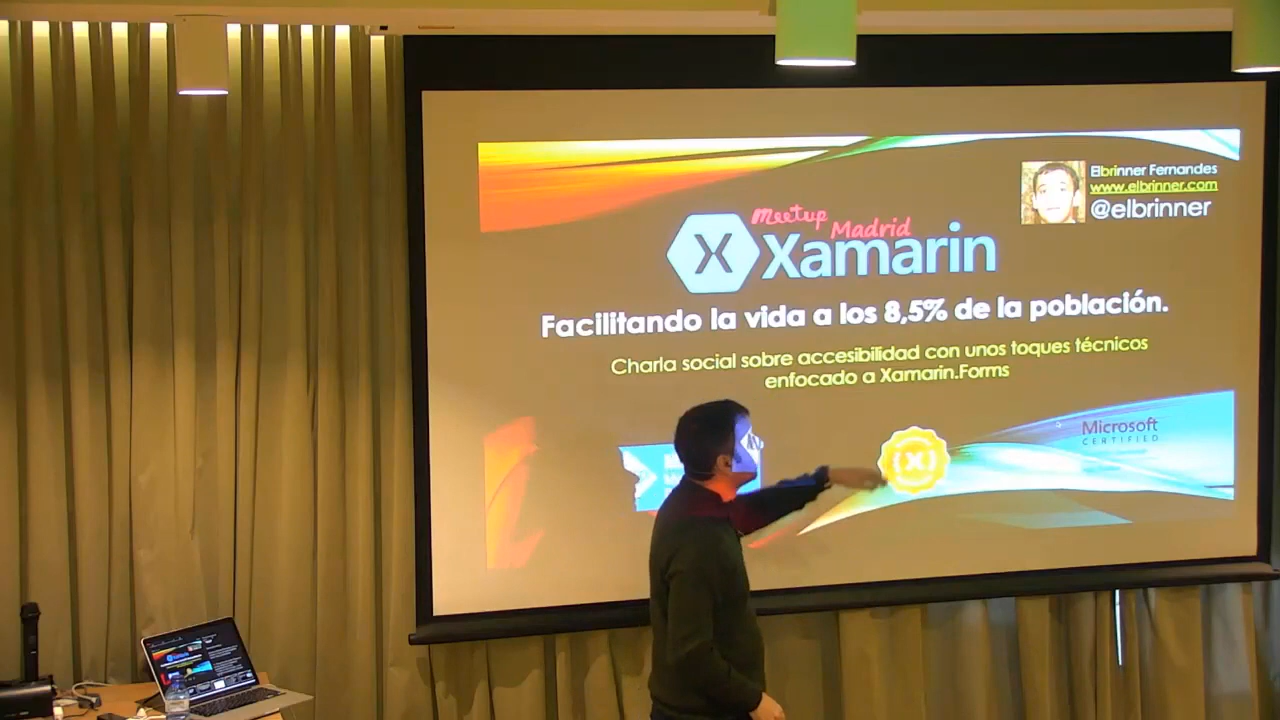 Elbrinner Fernandes
www.elbrinner.com
@elbrinner
meetup
Madrid
Xamarin
Facilitando la vida a los 8,5% de la población.
Charla social sobre accesibilidad con unos toques técnicos
enfocado a Xamarin.Forms
Microsoft
CERTIFIED